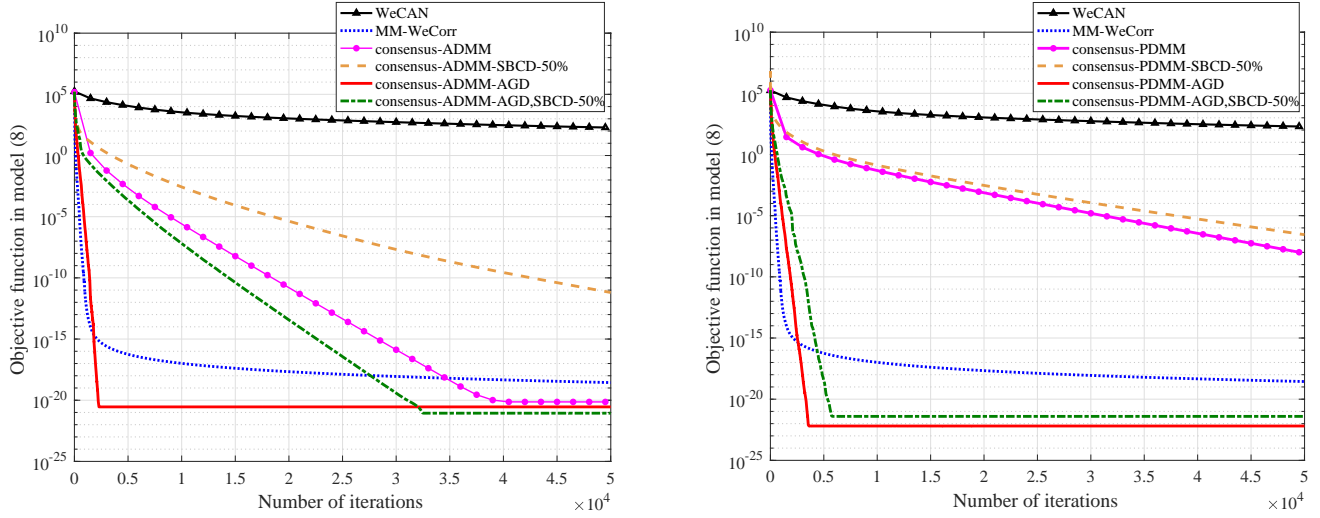 WeCAN
MM-WeCorr
consensus-ADMM
consensus-ADMM-SBCD-50%
consensus-ADMM-AGD
consensus-ADMM-AGD,SBCD-50%
10^10
10^5
10^0
10^-5
10^-10
10^-15
10^-20
10^-25
Objective function in model (8)
0 0.5 1 1.5 2 2.5 3 3.5 4 4.5 5
×10^4
Number of iterations
WeCAN
MM-WeCorr
consensus-PDMM
consensus-PDMM-SBCD-50%
consensus-PDMM-AGD
consensus-PDMM-AGD,SBCD-50%
10^10
10^5
10^0
10^-5
10^-10
10^-15
10^-20
10^-25
Objective function in model (8)
0 0.5 1 1.5 2 2.5 3 3.5 4 4.5 5
×10^4
Number of iterations